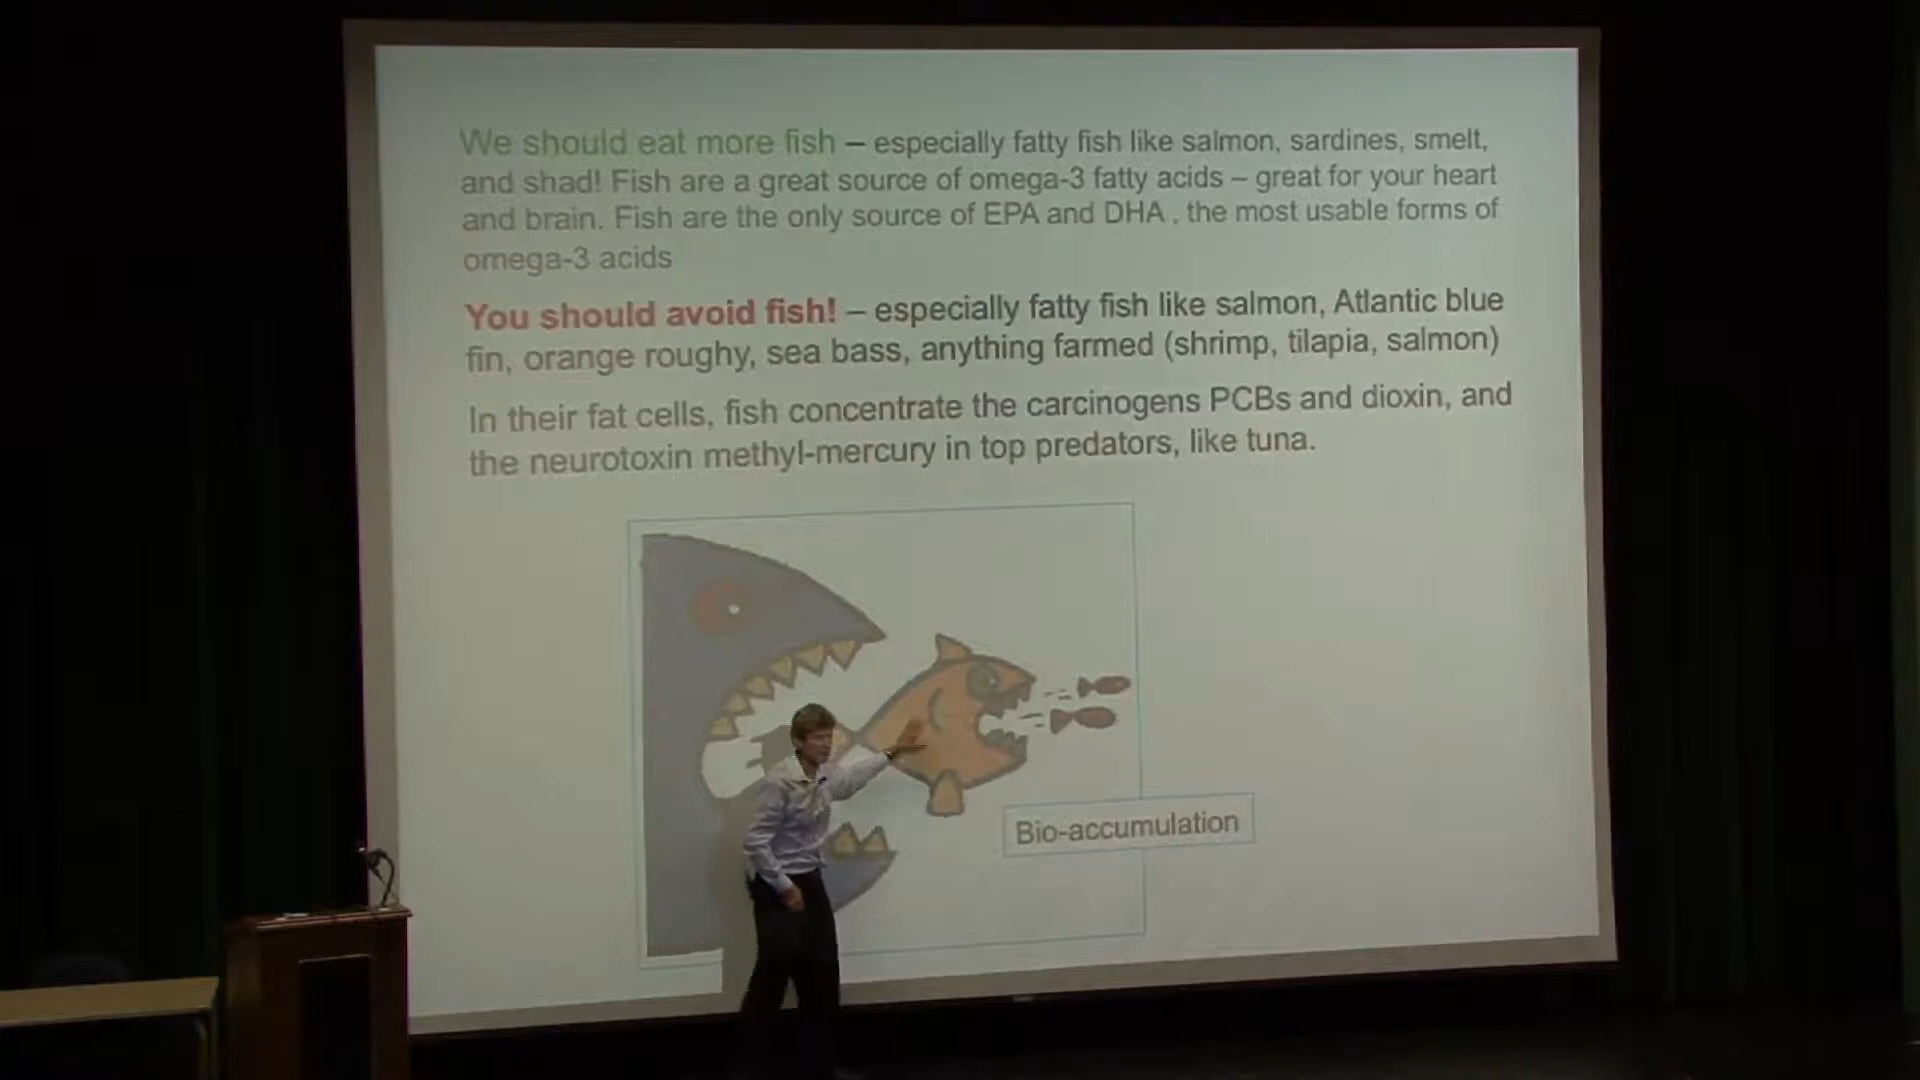 We should eat more fish – especially fatty fish like salmon, sardines, smelt,
and shad! Fish are a great source of omega-3 fatty acids – great for your heart
and brain. Fish are the only source of EPA and DHA , the most usable forms of
omega-3 acids
You should avoid fish! – especially fatty fish like salmon, Atlantic blue
fin, orange roughy, sea bass, anything farmed (shrimp, tilapia, salmon)
In their fat cells, fish concentrate the carcinogens PCBs and dioxin, and
the neurotoxin methyl-mercury in top predators, like tuna.
Bio-accumulation